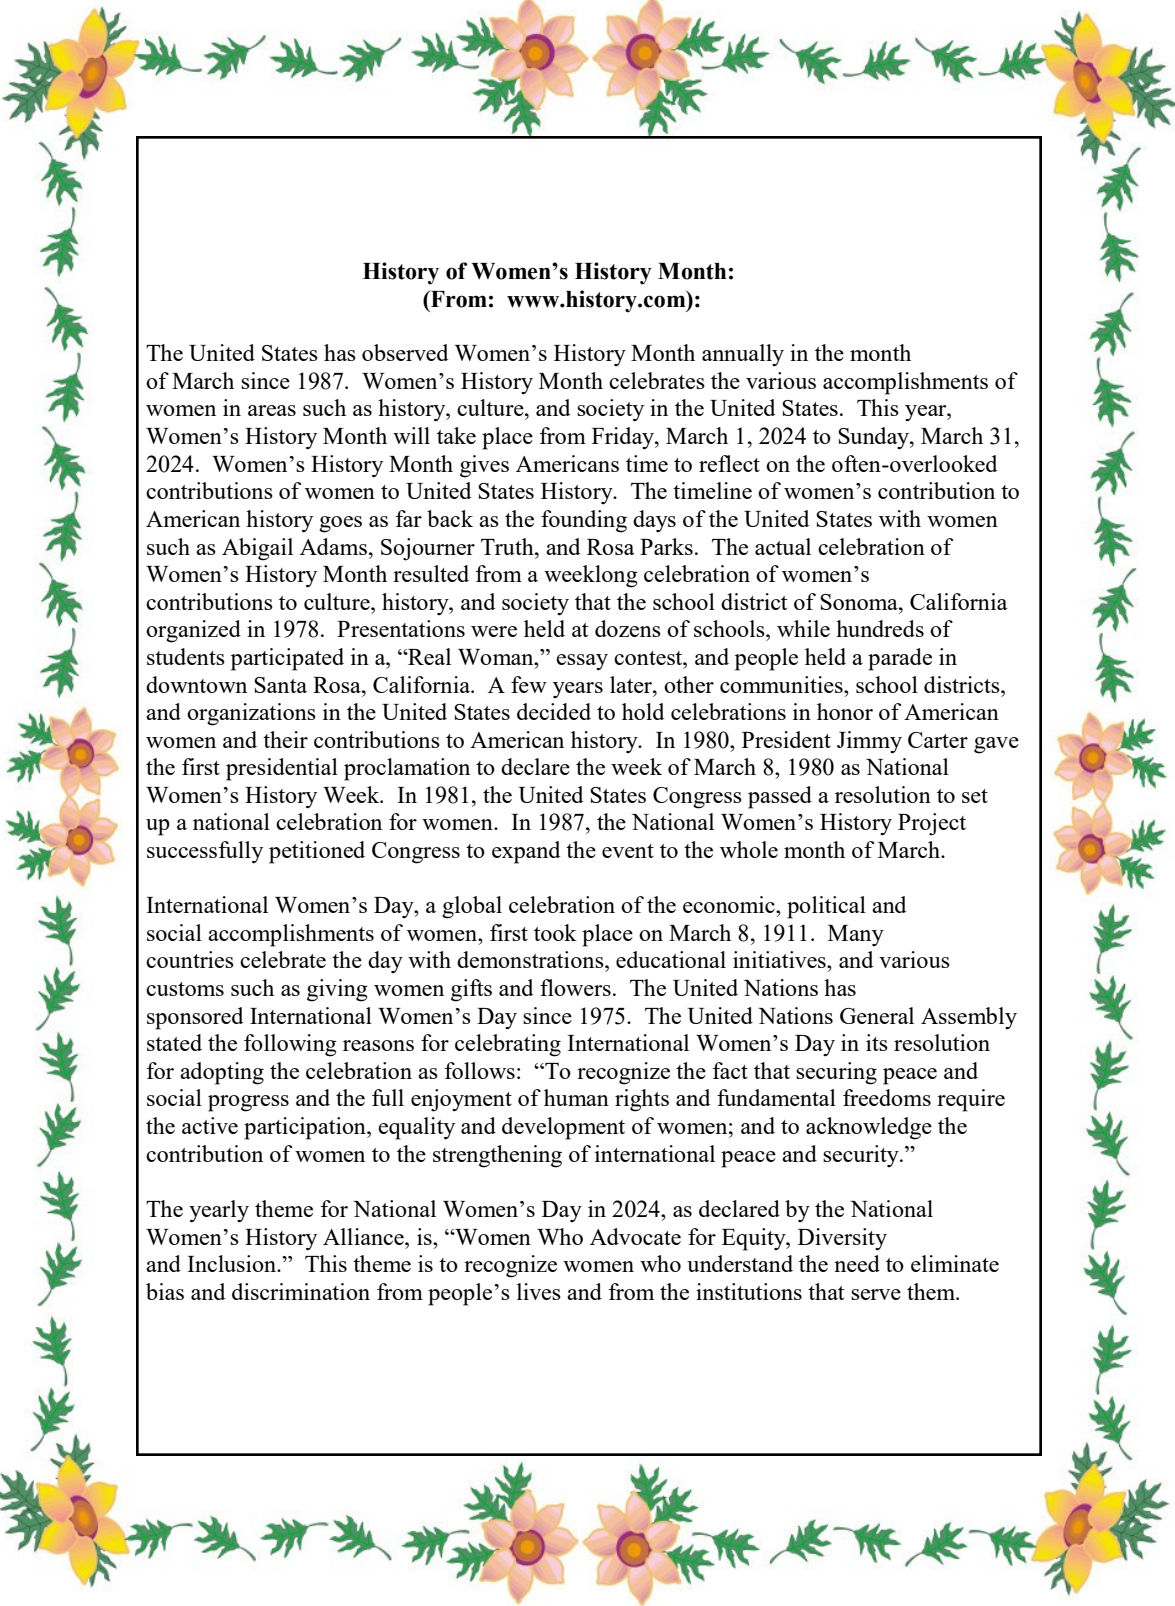 History of Women’s History Month:
(From:  www.history.com):
The United States has observed Women’s History Month annually in the month
of March since 1987.  Women’s History Month celebrates the various accomplishments of
women in areas such as history, culture, and society in the United States.  This year,
Women’s History Month will take place from Friday, March 1, 2024 to Sunday, March 31,
2024.  Women’s History Month gives Americans time to reflect on the often-overlooked
contributions of women to United States History.  The timeline of women’s contribution to
American history goes as far back as the founding days of the United States with women
such as Abigail Adams, Sojourner Truth, and Rosa Parks.  The actual celebration of
Women’s History Month resulted from a weeklong celebration of women’s
contributions to culture, history, and society that the school district of Sonoma, California
organized in 1978.  Presentations were held at dozens of schools, while hundreds of
students participated in a, “Real Woman,” essay contest, and people held a parade in
downtown Santa Rosa, California.  A few years later, other communities, school districts,
and organizations in the United States decided to hold celebrations in honor of American
women and their contributions to American history.  In 1980, President Jimmy Carter gave
the first presidential proclamation to declare the week of March 8, 1980 as National
Women’s History Week.  In 1981, the United States Congress passed a resolution to set
up a national celebration for women.  In 1987, the National Women’s History Project
successfully petitioned Congress to expand the event to the whole month of March.
International Women’s Day, a global celebration of the economic, political and
social accomplishments of women, first took place on March 8, 1911.  Many
countries celebrate the day with demonstrations, educational initiatives, and various
customs such as giving women gifts and flowers.  The United Nations has
sponsored International Women’s Day since 1975.  The United Nations General Assembly
stated the following reasons for celebrating International Women’s Day in its resolution
for adopting the celebration as follows:  “To recognize the fact that securing peace and
social progress and the full enjoyment of human rights and fundamental freedoms require
the active participation, equality and development of women; and to acknowledge the
contribution of women to the strengthening of international peace and security.”
The yearly theme for National Women’s Day in 2024, as declared by the National
Women’s History Alliance, is, “Women Who Advocate for Equity, Diversity
and Inclusion.”  This theme is to recognize women who understand the need to eliminate
bias and discrimination from people’s lives and from the institutions that serve them.